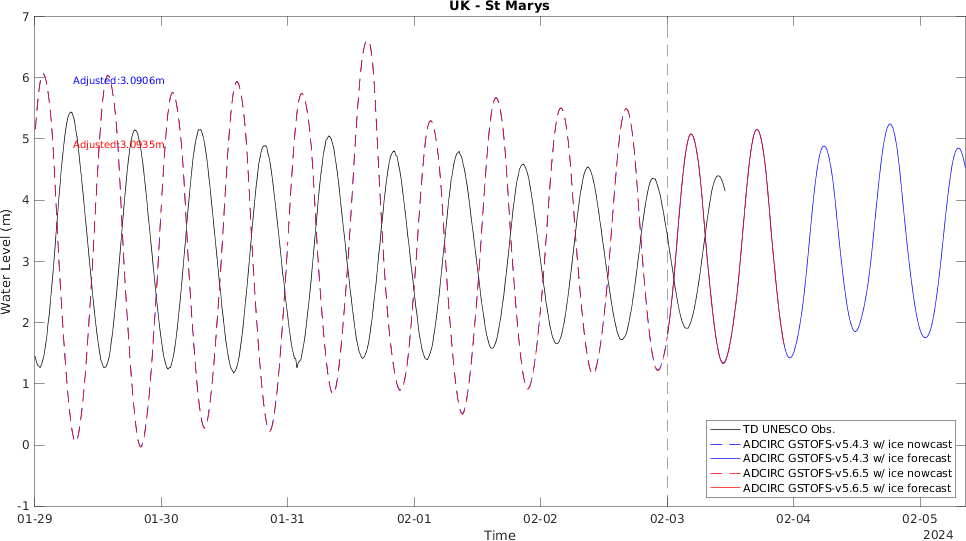 UK - St Marys
7
6
5
4
3
2
1
0
-1
Water Level (m)
Adjusted:3.0906m
Adjusted:3.0935m
TD UNESCO Obs.
ADCIRC GSTOFS-v5.4.3 w/ ice nowcast
ADCIRC GSTOFS-v5.4.3 w/ ice forecast
ADCIRC GSTOFS-v5.6.5 w/ ice nowcast
ADCIRC GSTOFS-v5.6.5 w/ ice forecast
01-29 01-30 01-31 02-01 02-02 02-03 02-04 02-05
Time
2024